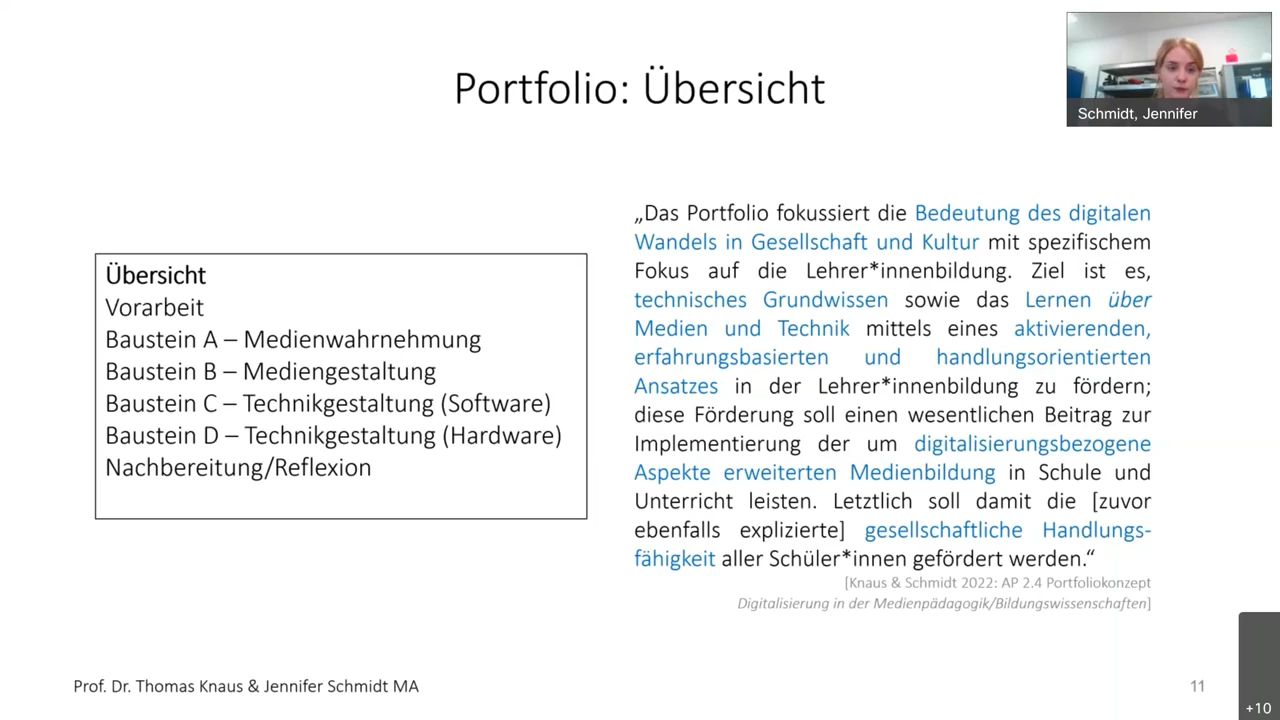 Portfolio: Übersicht
Schmidt, Jennifer
Übersicht
Vorarbeit
Baustein A – Medienwahrnehmung
Baustein B – Mediengestaltung
Baustein C – Technikgestaltung (Software)
Baustein D – Technikgestaltung (Hardware)
Nachbereitung/Reflexion
„Das Portfolio fokussiert die Bedeutung des digitalen
Wandels in Gesellschaft und Kultur mit spezifischem
Fokus auf die Lehrer*innenbildung. Ziel ist es,
technisches Grundwissen sowie das Lernen über
Medien und Technik mittels eines aktivierenden,
erfahrungsbasierten und handlungsorientierten
Ansatzes in der Lehrer*innenbildung zu fördern;
diese Förderung soll einen wesentlichen Beitrag zur
Implementierung der um digitalisierungsbezogene
Aspekte erweiterten Medienbildung in Schule und
Unterricht leisten. Letztlich soll damit die [zuvor
ebenfalls explizierte] gesellschaftliche Handlungs-
fähigkeit aller Schüler*innen gefördert werden.“
[Knaus & Schmidt 2022: AP 2.4 Portfoliokonzept
Digitalisierung in der Medienpädagogik/Bildungswissenschaften]
Prof. Dr. Thomas Knaus & Jennifer Schmidt MA
11
+10